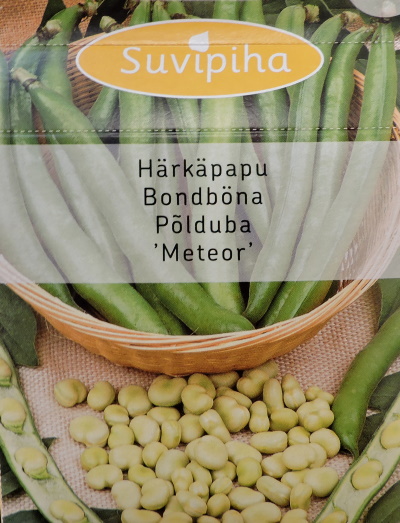 Suvipiha
Härkäpapu
Bondböna
Põlduba
'Meteor'